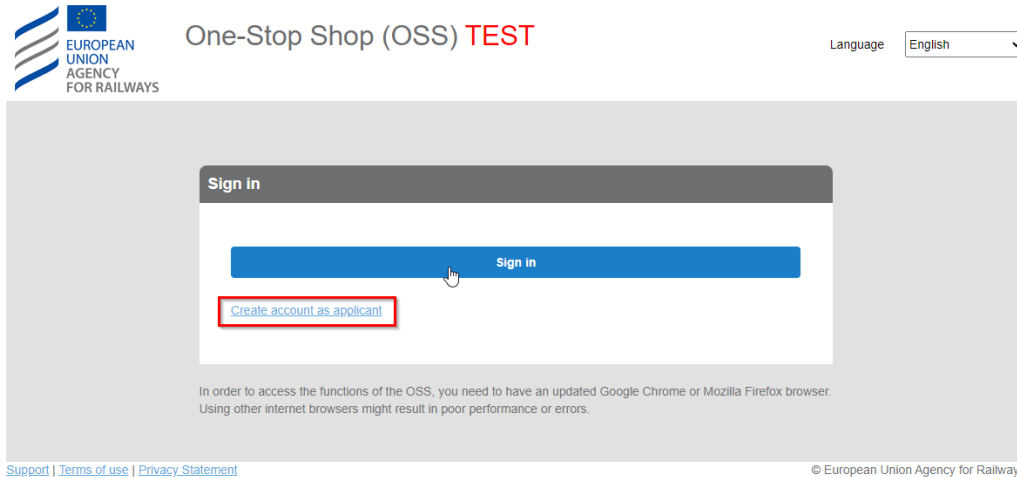 EUROPEAN
UNION
AGENCY
FOR RAILWAYS
One-Stop Shop (OSS) TEST
Language English
Sign in
Sign in
Create account as applicant
In order to access the functions of the OSS, you need to have an updated Google Chrome or Mozilla Firefox browser.
Using other internet browsers might result in poor performance or errors.
Support | Terms of use | Privacy Statement
© European Union Agency for Railway